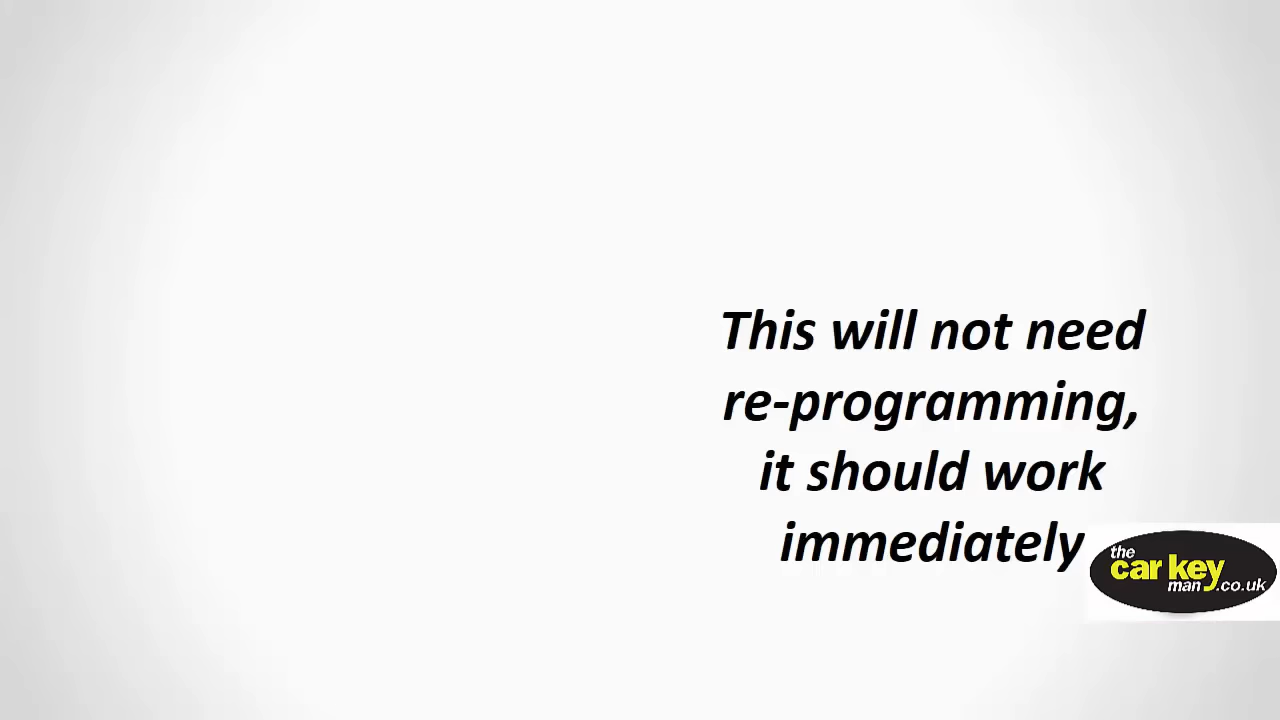 This will not need
re-programming,
it should work
immediately
the
car key
man.co.uk